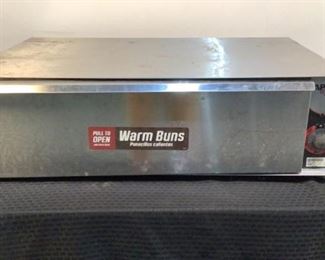 PULL TO
OPEN
Warm Buns
Panecillos calientes